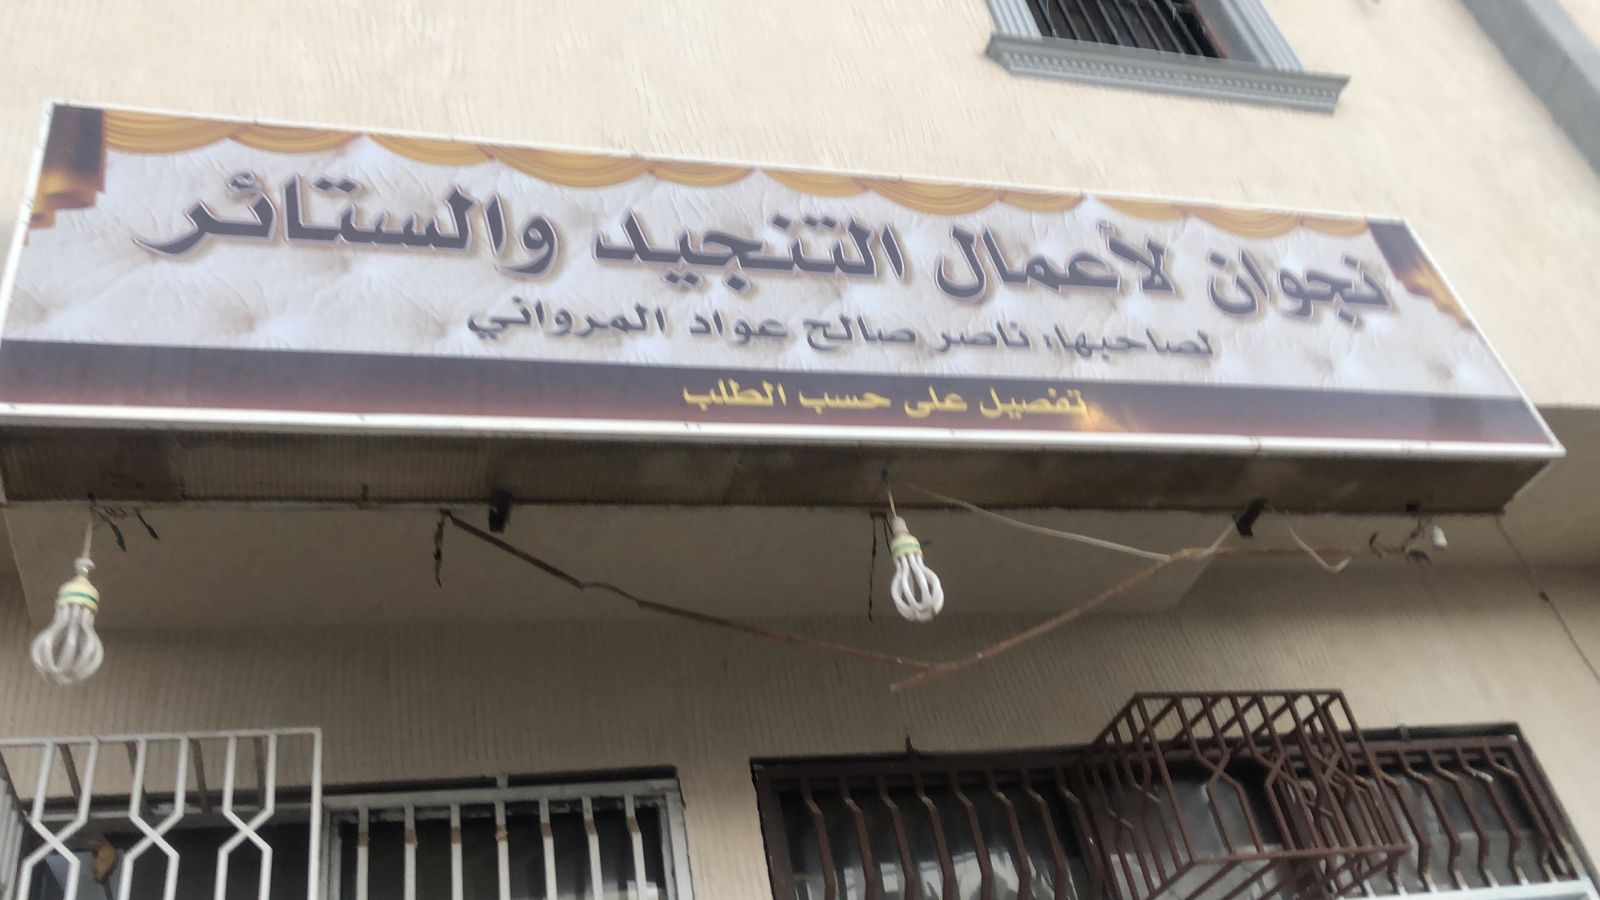 نجوان لأعمال التنجيد والستائر
لصاحبها: ناصر صالح عواد المرواني
تفصيل على حسب الطلب